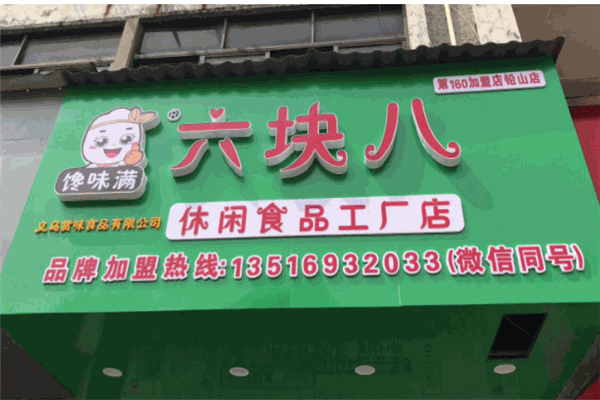 第160加盟店铅山店
®六块八
馋味满
义乌赏味食品有限公司
休闲食品工厂店
品牌加盟热线:13516932033(微信同号)